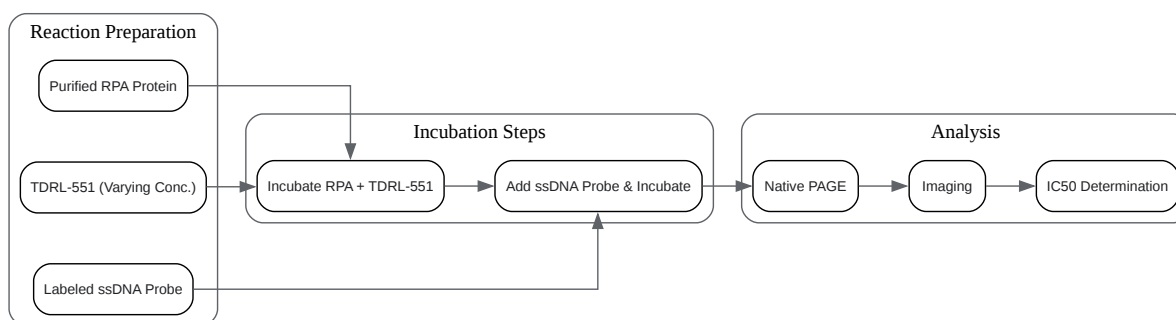 Reaction Preparation
Purified RPA Protein
TDRL-551 (Varying Conc.)
Labeled ssDNA Probe
Incubation Steps
Incubate RPA + TDRL-551
Add ssDNA Probe & Incubate
Analysis
Native PAGE
Imaging
IC50 Determination